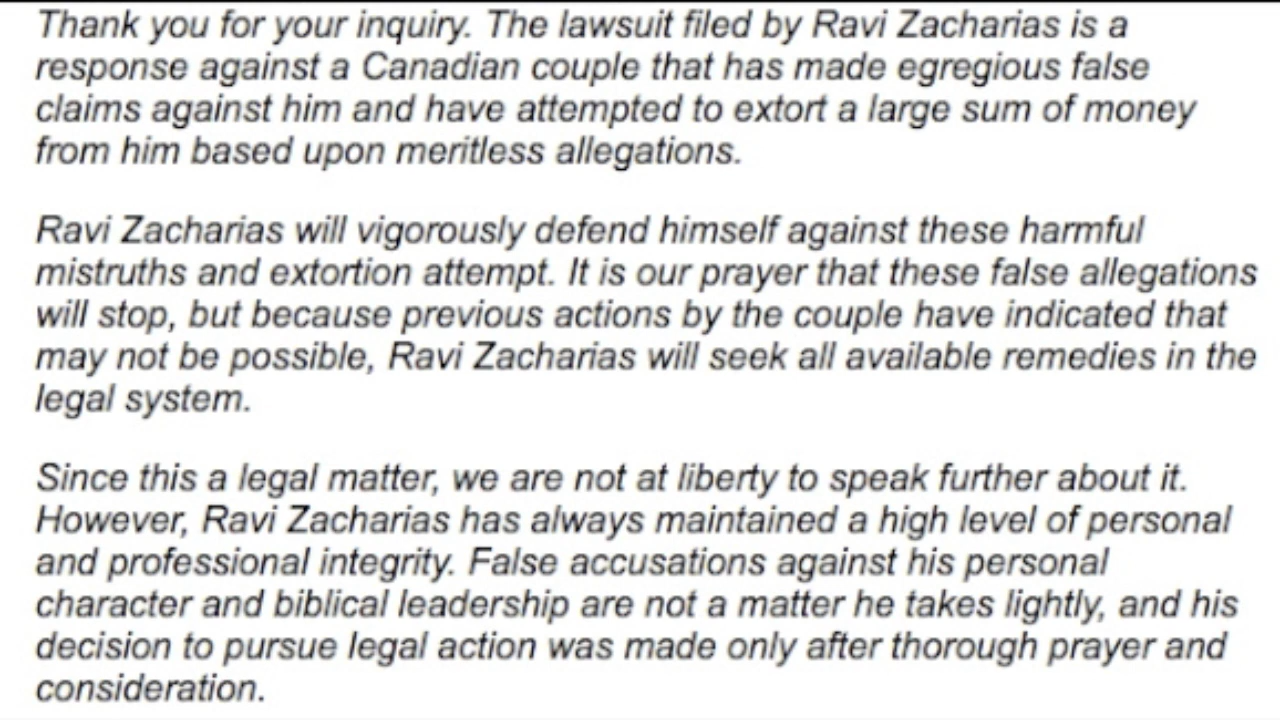 Thank you for your inquiry. The lawsuit filed by Ravi Zacharias is a
response against a Canadian couple that has made egregious false
claims against him and have attempted to extort a large sum of money
from him based upon meritless allegations.
Ravi Zacharias will vigorously defend himself against these harmful
mistruths and extortion attempt. It is our prayer that these false allegations
will stop, but because previous actions by the couple have indicated that
may not be possible, Ravi Zacharias will seek all available remedies in the
legal system.
Since this a legal matter, we are not at liberty to speak further about it.
However, Ravi Zacharias has always maintained a high level of personal
and professional integrity. False accusations against his personal
character and biblical leadership are not a matter he takes lightly, and his
decision to pursue legal action was made only after thorough prayer and
consideration.